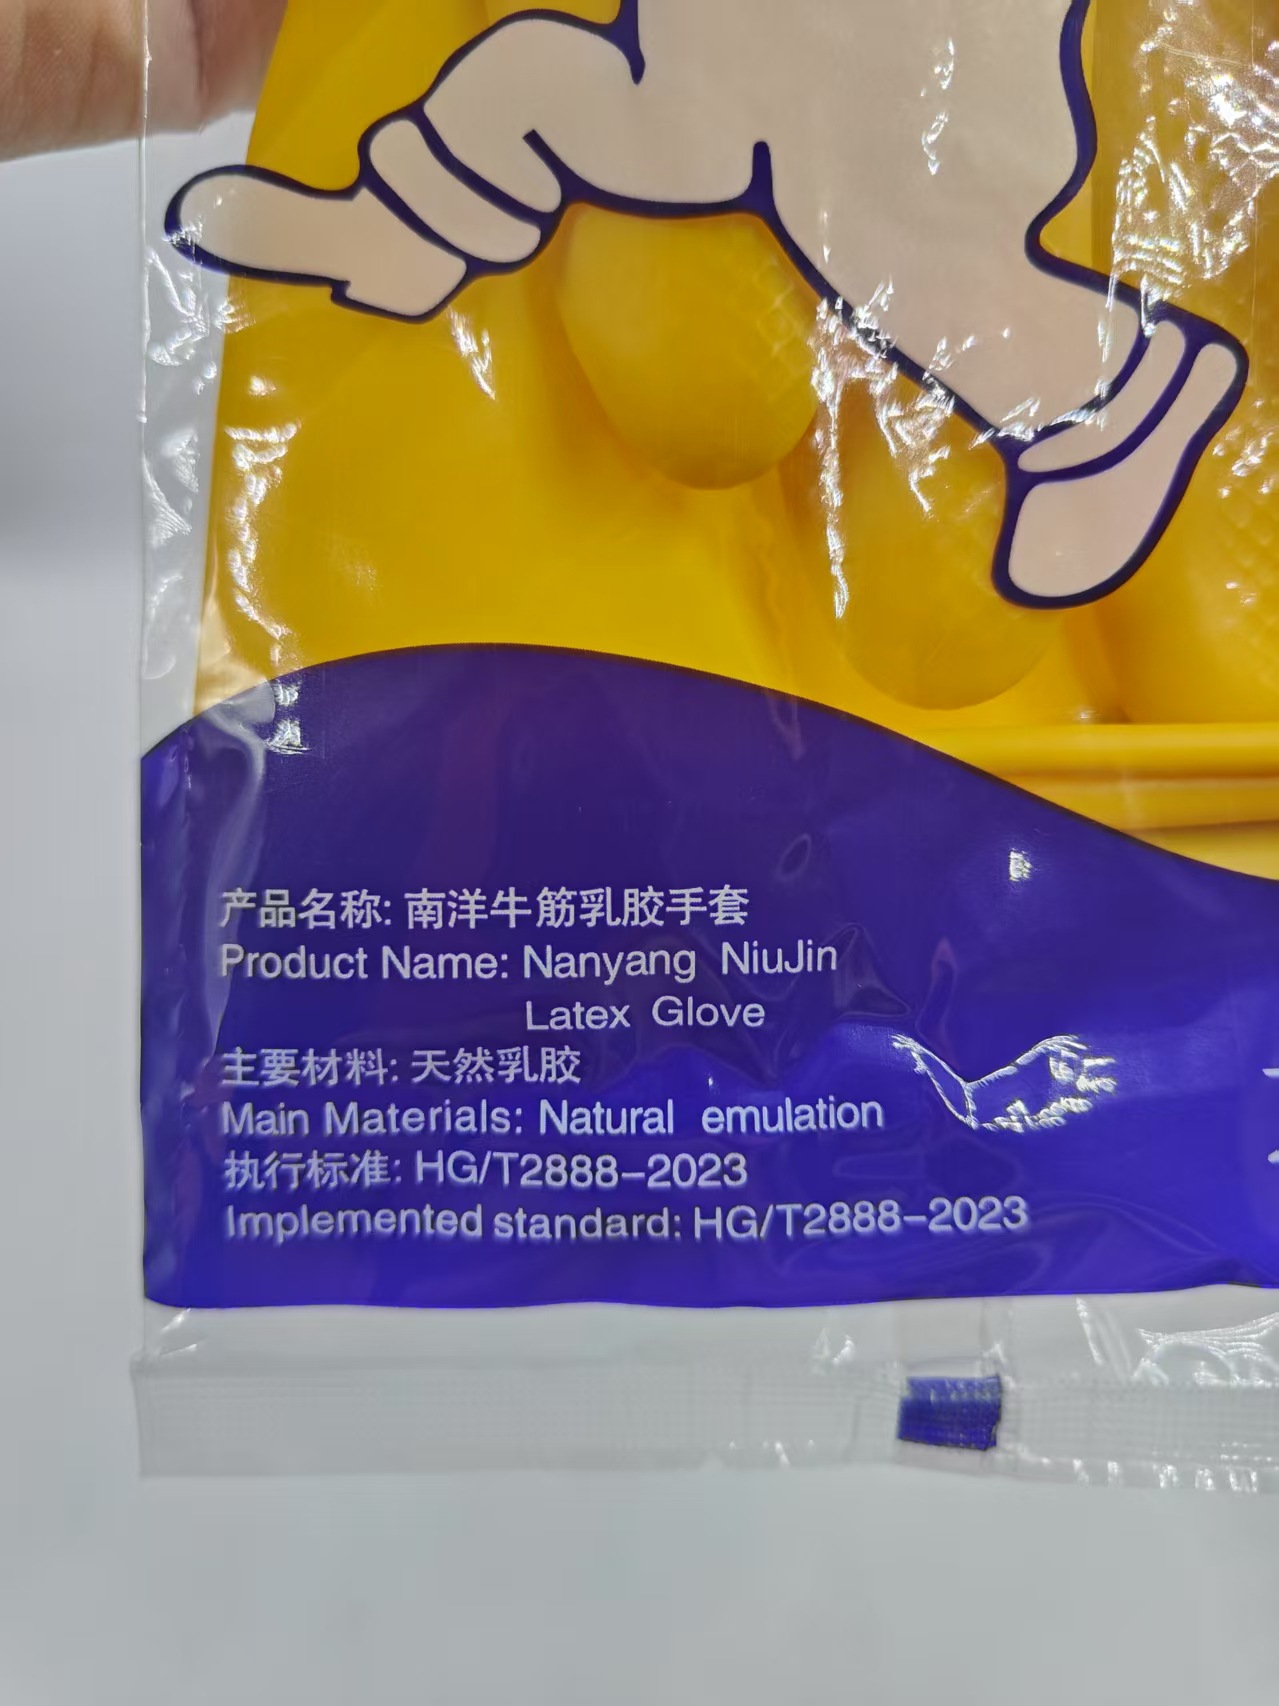 产品名称: 南洋牛筋乳胶手套
Product Name: Nanyang NiuJin
Latex Glove
主要材料: 天然乳胶
Main Materials: Natural emulation
执行标准: HG/T2888-2023
Implemented standard: HG/T2888-2023